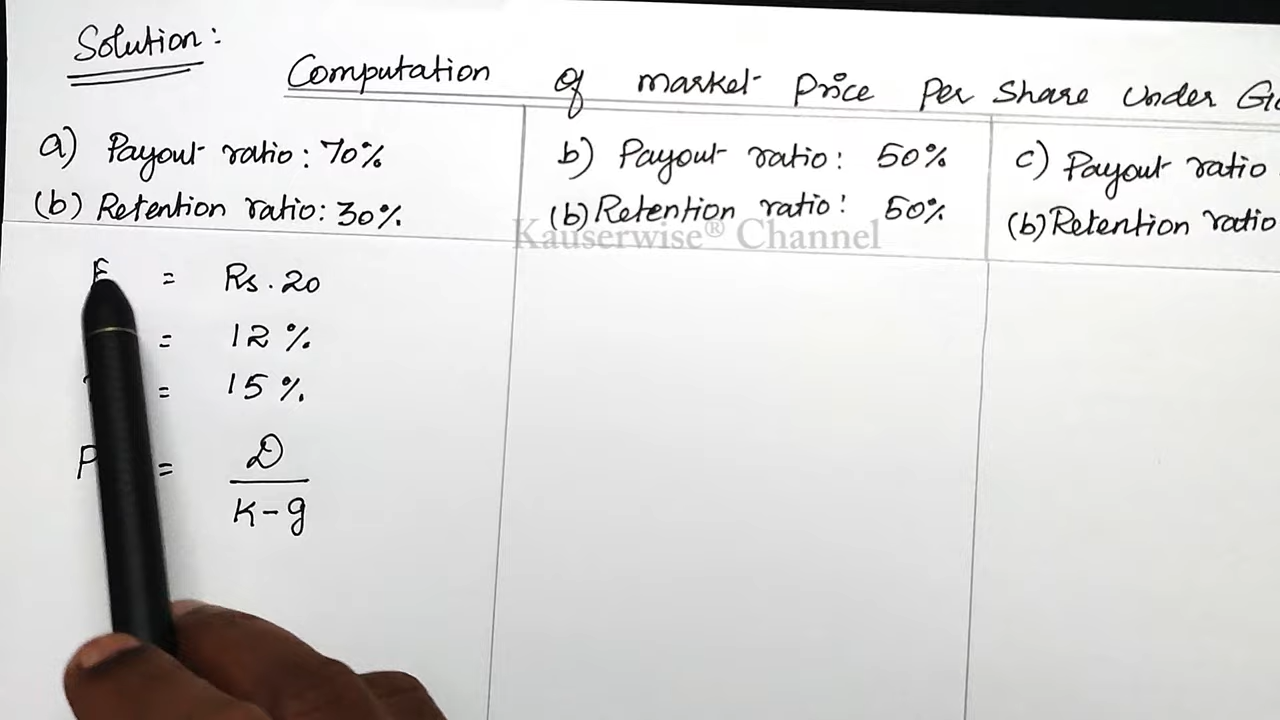 Solution:
Computation of market Price Per Share Under
a) Payout ratio: 70%
(b) Retention ratio: 30%
b) Payout ratio: 50%
(b) Retention ratio: 50%
c) Payout ratio
(b) Retention ratio
Kauserwise® Channel
E = Rs. 20
= 12%
= 15%
P = D
K-g